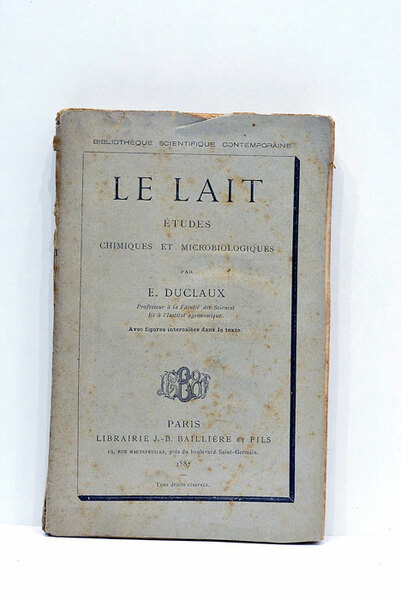 BIBLIOTHÈQUE SCIENTIFIQUE CONTEMPORAINE
LE LAIT
ÉTUDES
CHIMIQUES ET MICROBIOLOGIQUES
PAR
E. DUCLAUX
Professeur à la Faculté des Sciences
Et à l'Institut agronomique.
Avec figures intercalées dans le texte.
PARIS
LIBRAIRIE J.-B. BAILLIÈRE ET FILS
19, RUE HAUTEFEUILLE, près du boulevard Saint-Germain.
1887
Tous droits réservés.